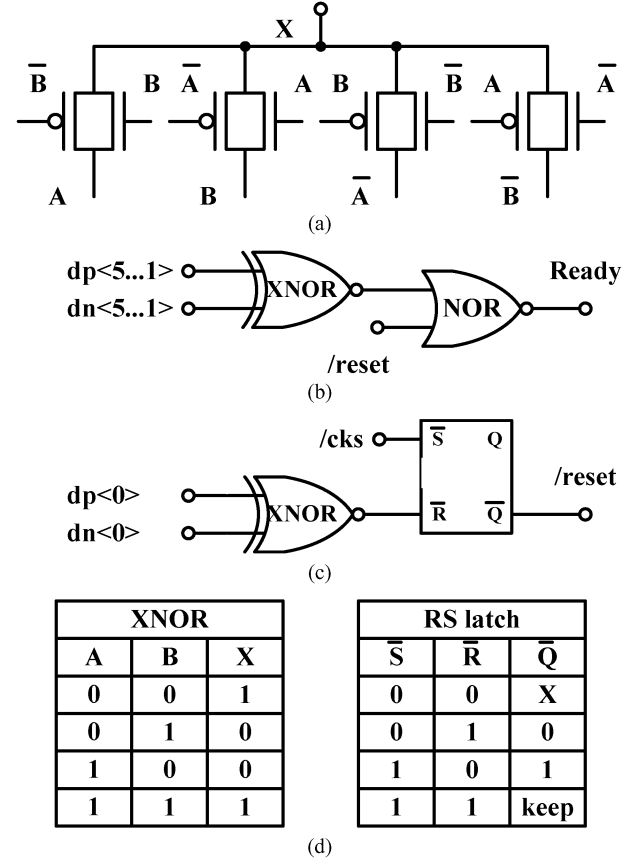 X
B̅ B A̅ A B B̅ A A̅
A B A̅ B̅
(a)
dp<5...1>
dn<5...1>
XNOR
NOR
Ready
/reset
(b)
/cks
S̅ Q
dp<0>
dn<0>
XNOR
R̅ Q̅
/reset
(c)
XNOR
A B X
0 0 1
0 1 0
1 0 0
1 1 1
RS latch
S̅ R̅ Q̅
0 0 X
0 1 0
1 0 1
1 1 keep
(d)